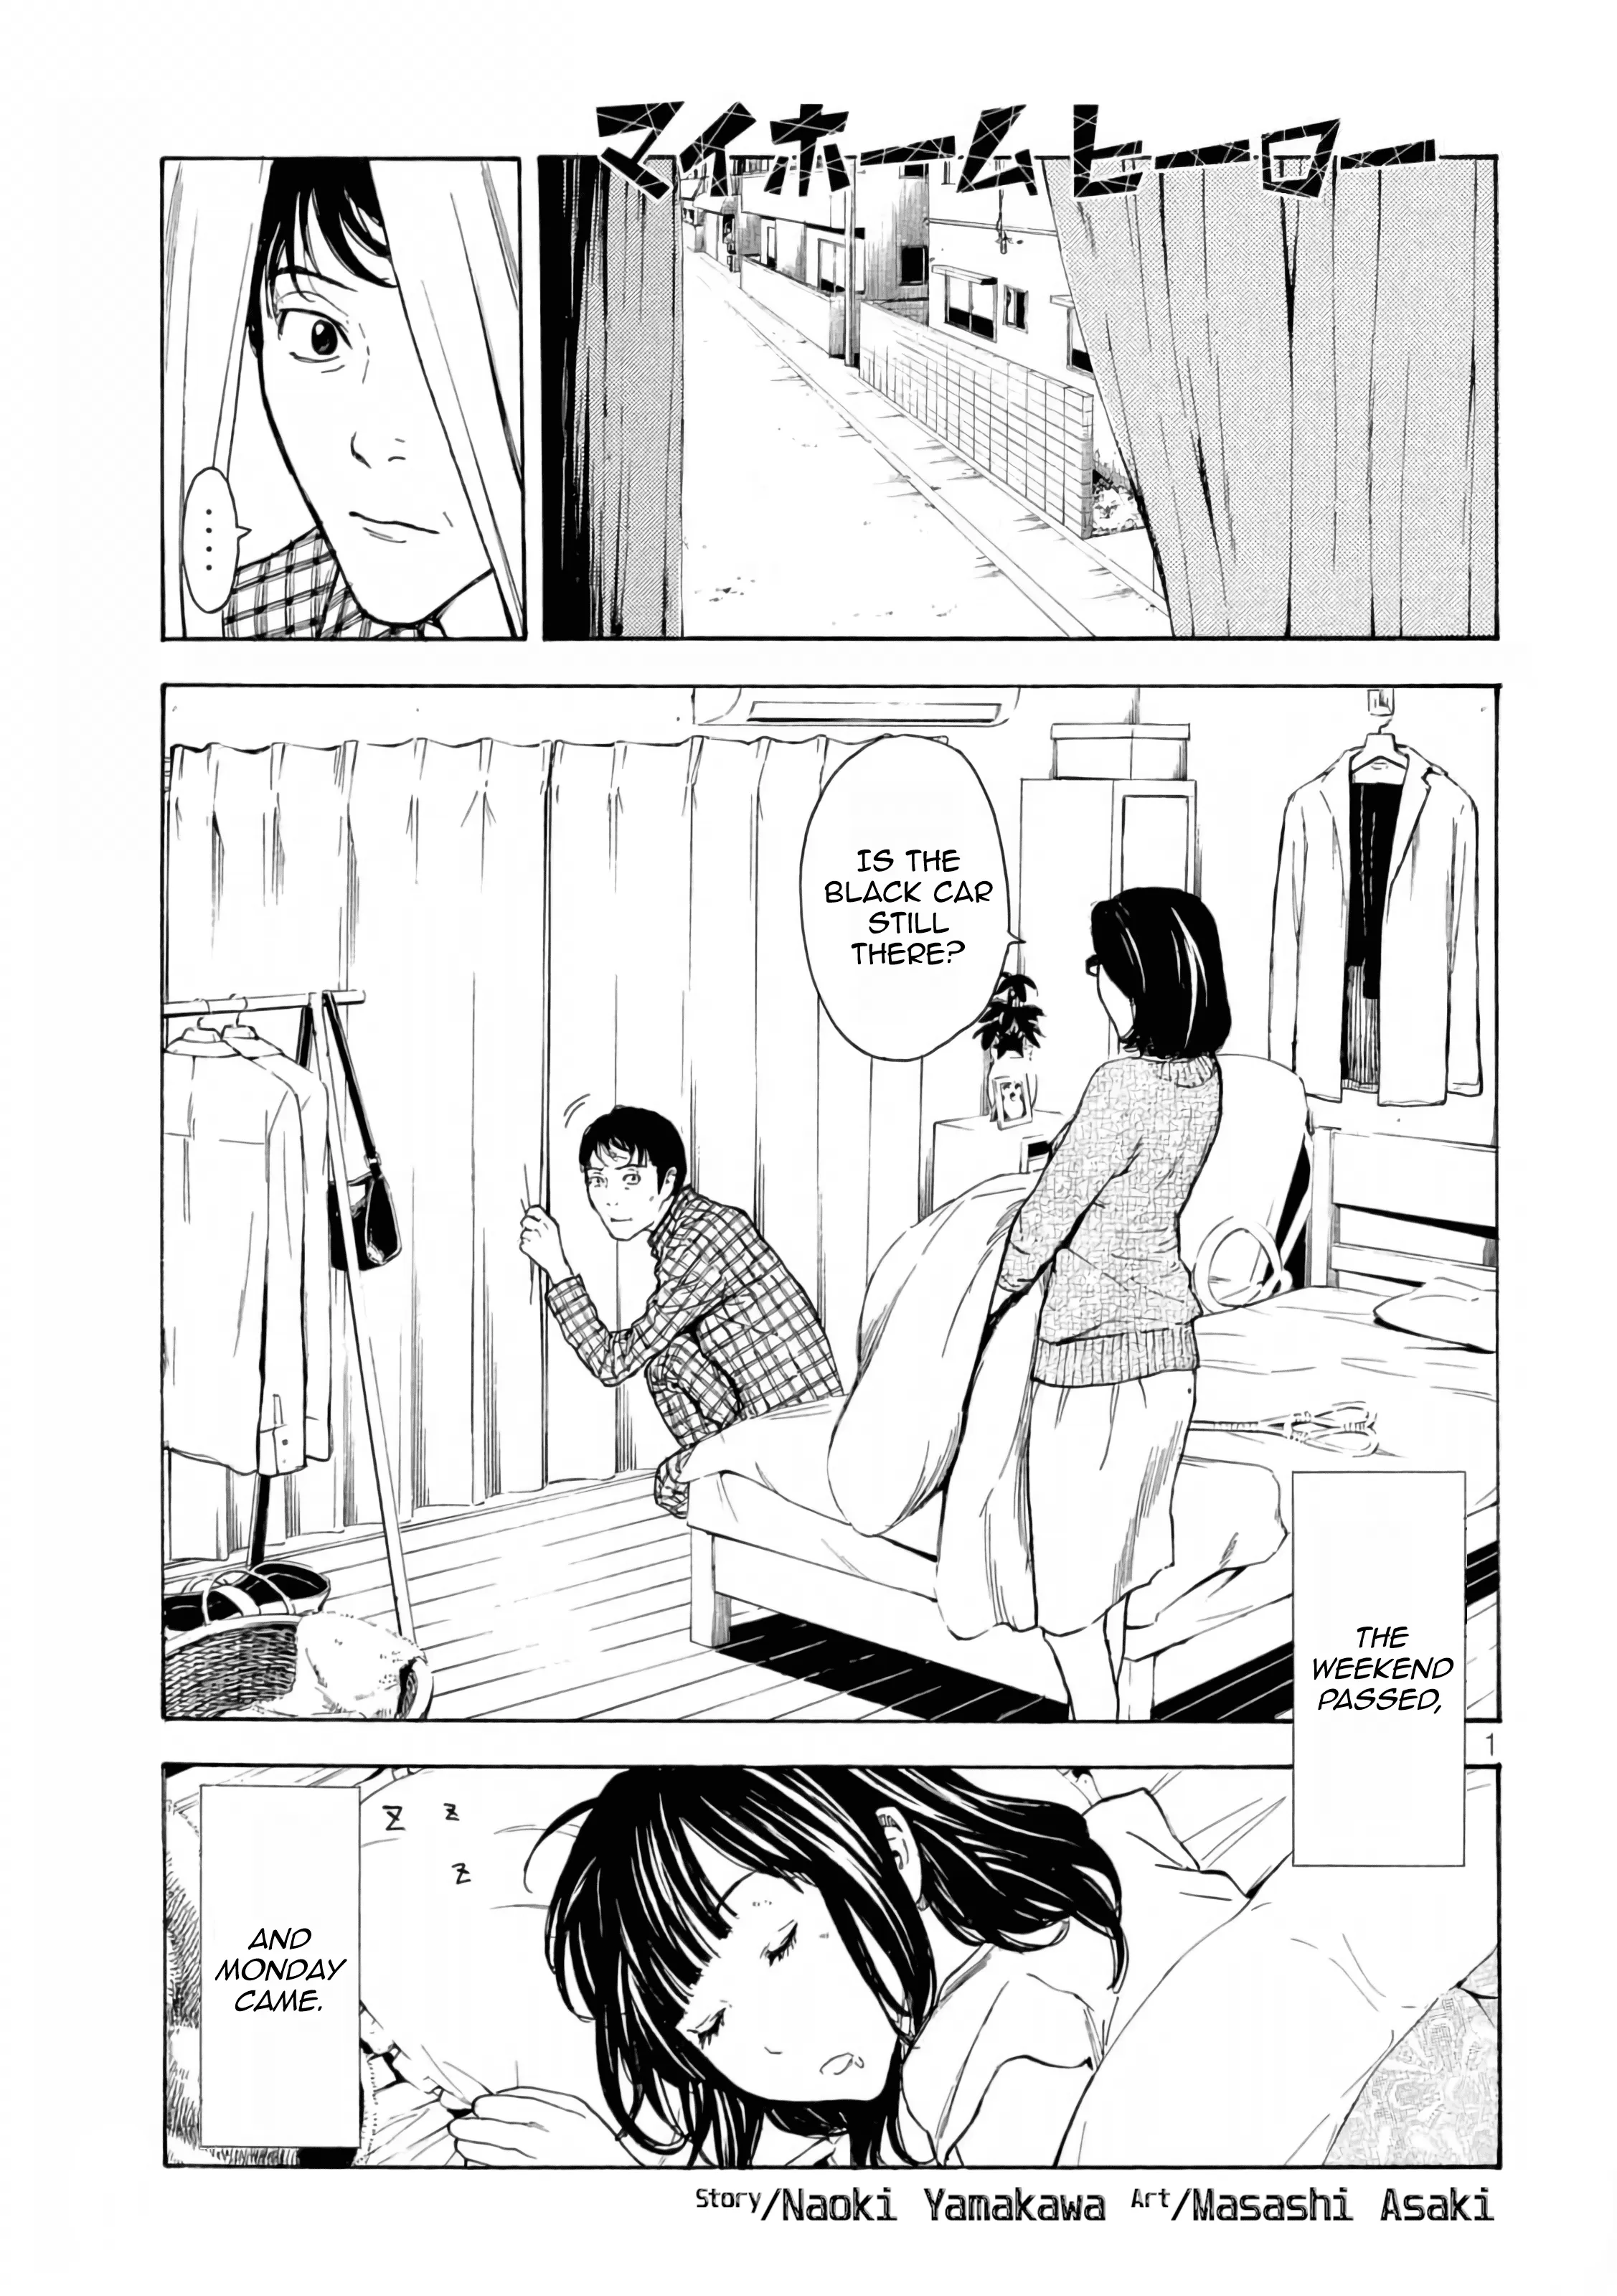 マイホームヒーロー
....
IS THE
BLACK CAR
STILL
THERE?
THE
WEEKEND
PASSED,
1
AND
MONDAY
CAME.
Z Z
Z
Story/Naoki Yamakawa Art/Masashi Asaki